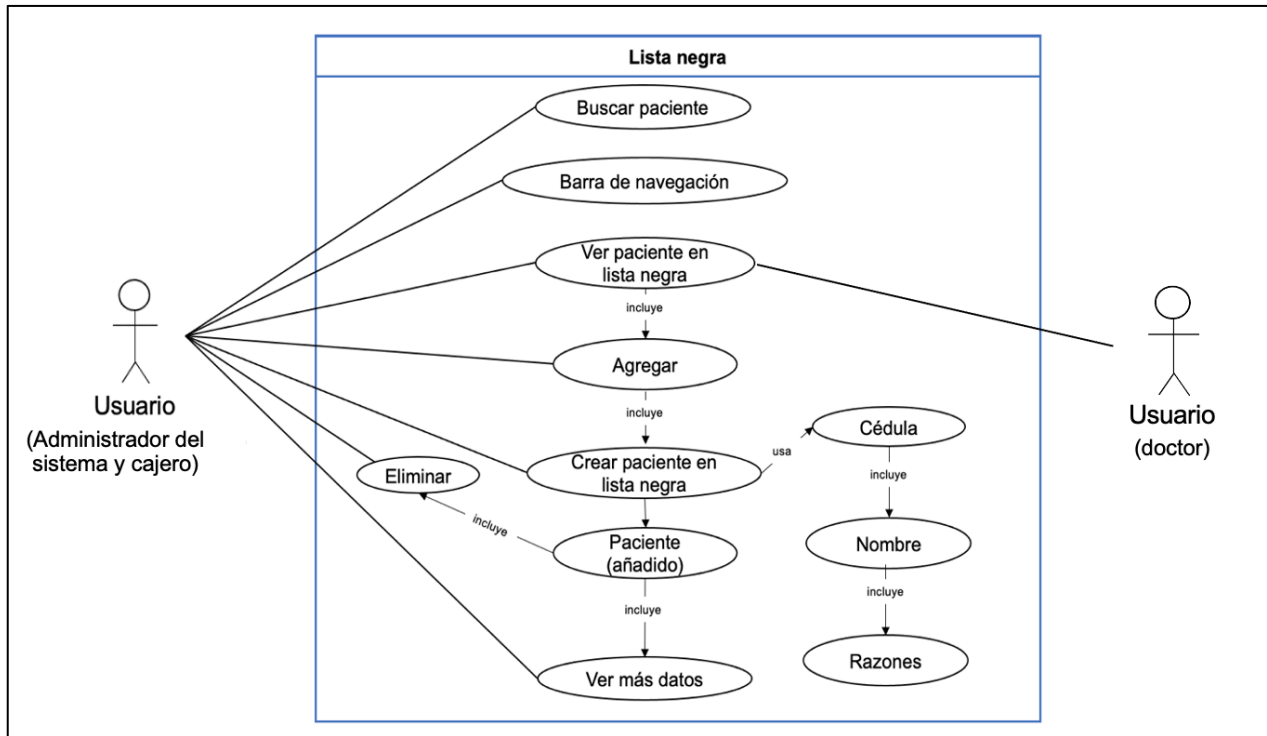 Lista negra
Buscar paciente
Barra de navegación
Ver paciente en
lista negra
incluye
Agregar
incluye
Crear paciente en
lista negra
usa
Cédula
incluye
Nombre
incluye
Razones
Eliminar
incluye
Paciente
(añadido)
incluye
Ver más datos
Usuario
(Administrador del
sistema y cajero)
Usuario
(doctor)